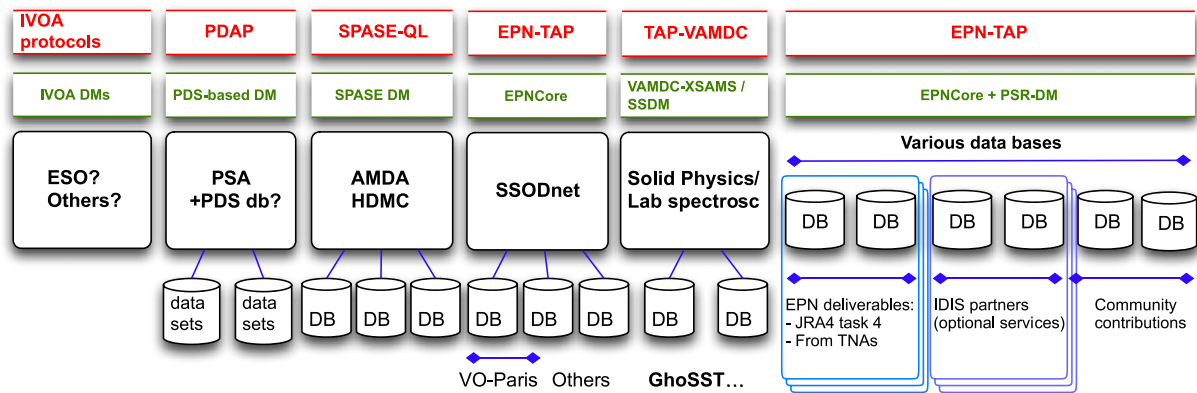 IVOA
protocols
PDAP
SPASE-QL
EPN-TAP
TAP-VAMDC
EPN-TAP
IVOA DMs
PDS-based DM
SPASE DM
EPNCore
VAMDC-XSAMS /
SSDM
EPNCore + PSR-DM
ESO?
Others?
PSA
+PDS db?
AMDA
HDMC
SSODnet
Solid Physics/
Lab spectrosc
Various data bases
DB
DB
DB
DB
DB
DB
data
sets
data
sets
DB
DB
DB
DB
DB
DB
DB
DB
EPN deliverables:
- JRA4 task 4
- From TNAs
IDIS partners
(optional services)
Community
contributions
VO-Paris
Others
GhoSST...